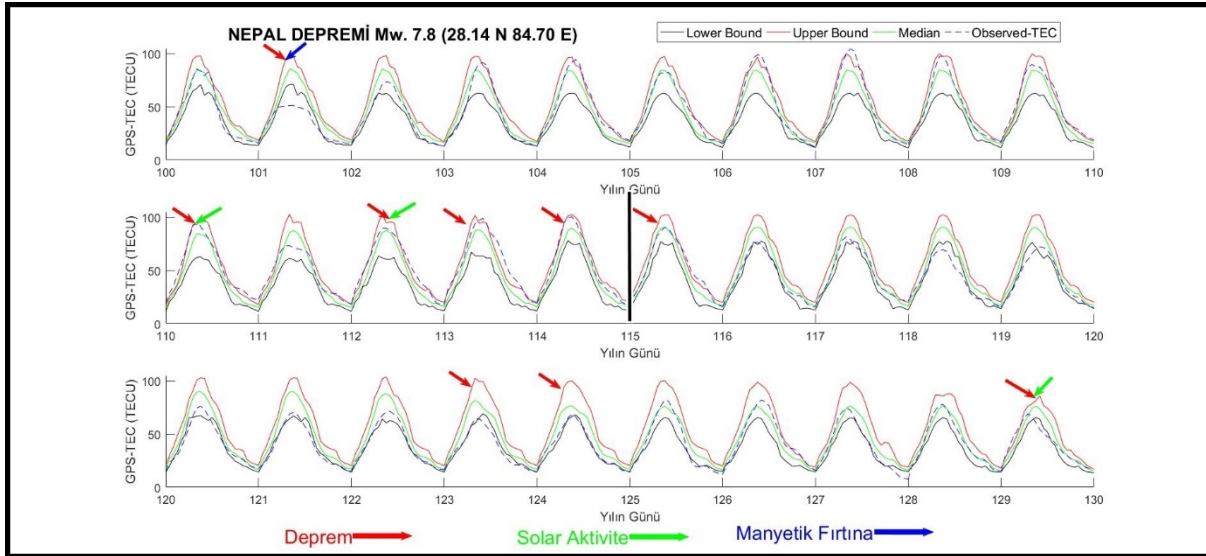 NEPAL DEPREMİ Mw. 7.8 (28.14 N 84.70 E)
Lower Bound Upper Bound Median Observed-TEC
GPS-TEC (TECU)
100
50
0
100 101 102 103 104 105 106 107 108 109 110
Yılın Günü
GPS-TEC (TECU)
100
50
0
110 111 112 113 114 115 116 117 118 119 120
Yılın Günü
GPS-TEC (TECU)
100
50
0
120 121 122 123 124 125 126 127 128 129 130
Yılın Günü
Deprem Solar Aktivite Manyetik Fırtına